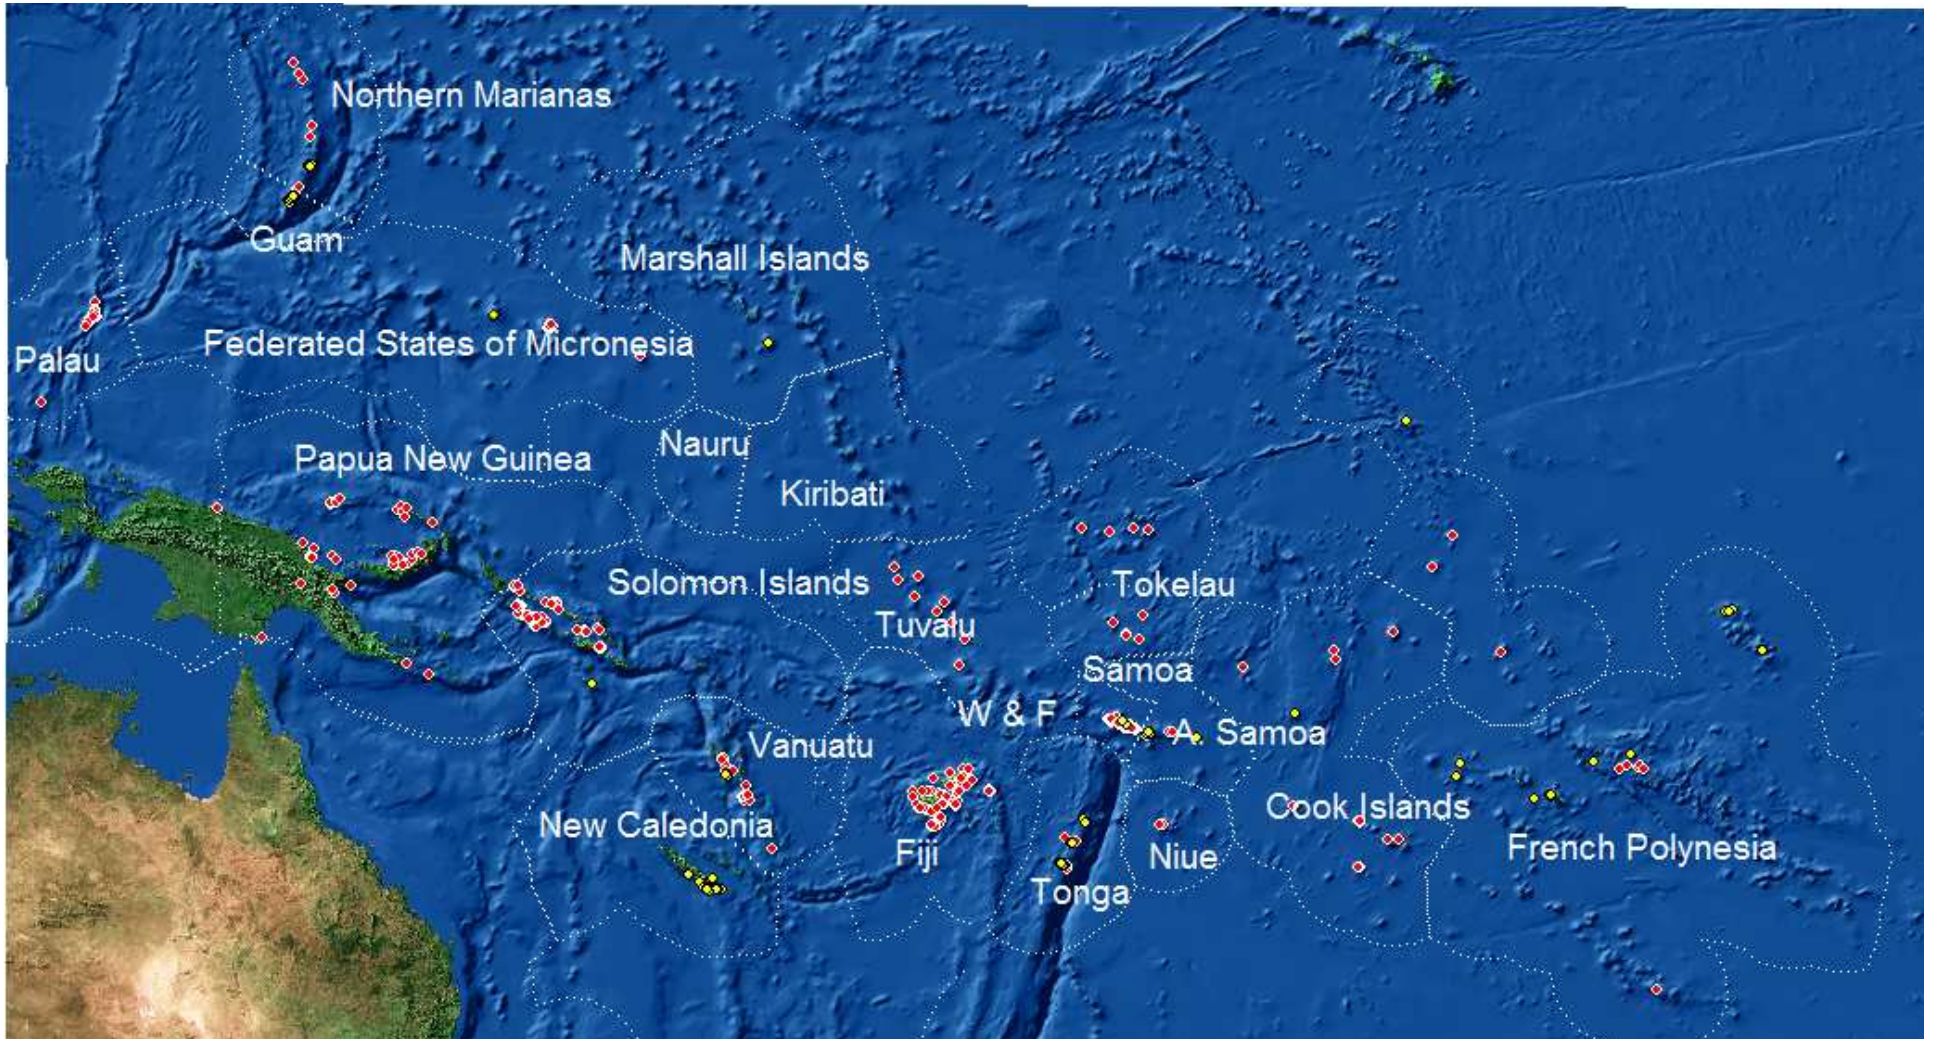 Northern Marianas
Guam
Marshall Islands
Federated States of Micronesia
Palau
Nauru
Papua New Guinea
Kiribati
Solomon Islands
Tokelau
Tuvalu
Samoa
W & F
A. Samoa
Vanuatu
Cook Islands
New Caledonia
French Polynesia
Fiji
Niue
Tonga